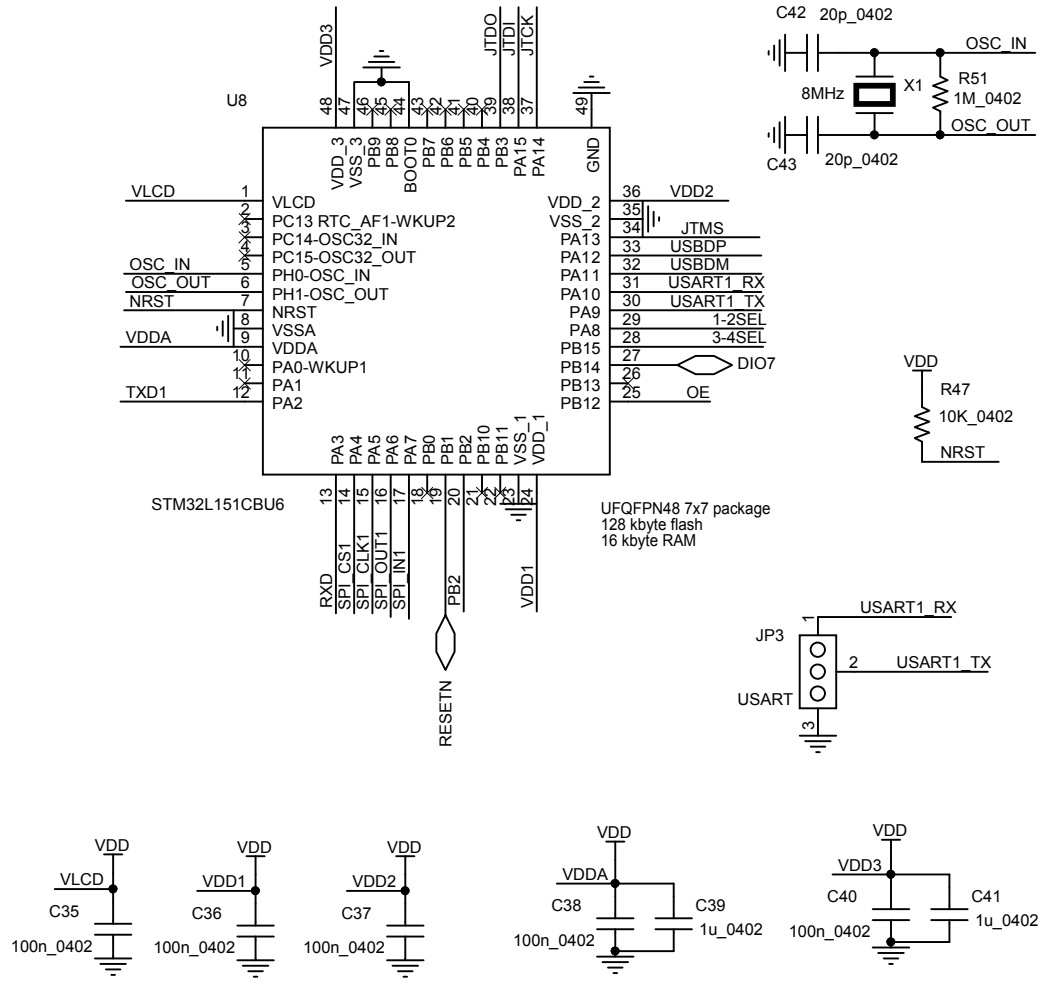 C42
20p_0402
OSC_IN
8MHz
X1
R51
1M_0402
OSC_OUT
C43
20p_0402
VDD3
JTDO
JTDI
JTCK
U8
48
47
46
45
44
43
42
41
40
39
38
37
49
VDD_3
VSS_3
PB9
PB8
BOOT0
PB7
PB6
PB5
PB4
PB3
PA15
PA14
GND
VLCD 1 VLCD
2 PC13 RTC_AF1-WKUP2
3 PC14-OSC32_IN
4 PC15-OSC32_OUT
OSC_IN 5 PH0-OSC_IN
OSC_OUT 6 PH1-OSC_OUT
NRST 7 NRST
8 VSSA
VDDA 9 VDDA
10 PA0-WKUP1
11 PA1
TXD1 12 PA2
VDD_2 36 VDD2
VSS_2 35
PA13 34 JTMS
PA12 33 USBDP
PA11 32 USBDM
PA10 31 USART1_RX
PA9 30 USART1_TX
PA8 29 1-2SEL
PB15 28 3-4SEL
PB14 27 DIO7
PB13 26
PB12 25 OE
PA3
PA4
PA5
PA6
PA7
PB0
PB1
PB2
PB10
PB11
VSS_1
VDD_1
13
14
15
16
17
18
19
20
21
22
23
24
STM32L151CBU6
UFQFPN48 7x7 package
128 kbyte flash
16 kbyte RAM
RXD
SPI_CS1
SPI_CLK1
SPI_OUT1
SPI_IN1
PB2
VDD1
RESETN
VDD
R47
10K_0402
NRST
JP3
1
USART1_RX
2
USART1_TX
USART
3
VDD
VLCD
C35
100n_0402
VDD
VDD1
C36
100n_0402
VDD
VDD2
C37
100n_0402
VDD
VDDA
C38
100n_0402
C39
1u_0402
VDD
VDD3
C40
100n_0402
C41
1u_0402